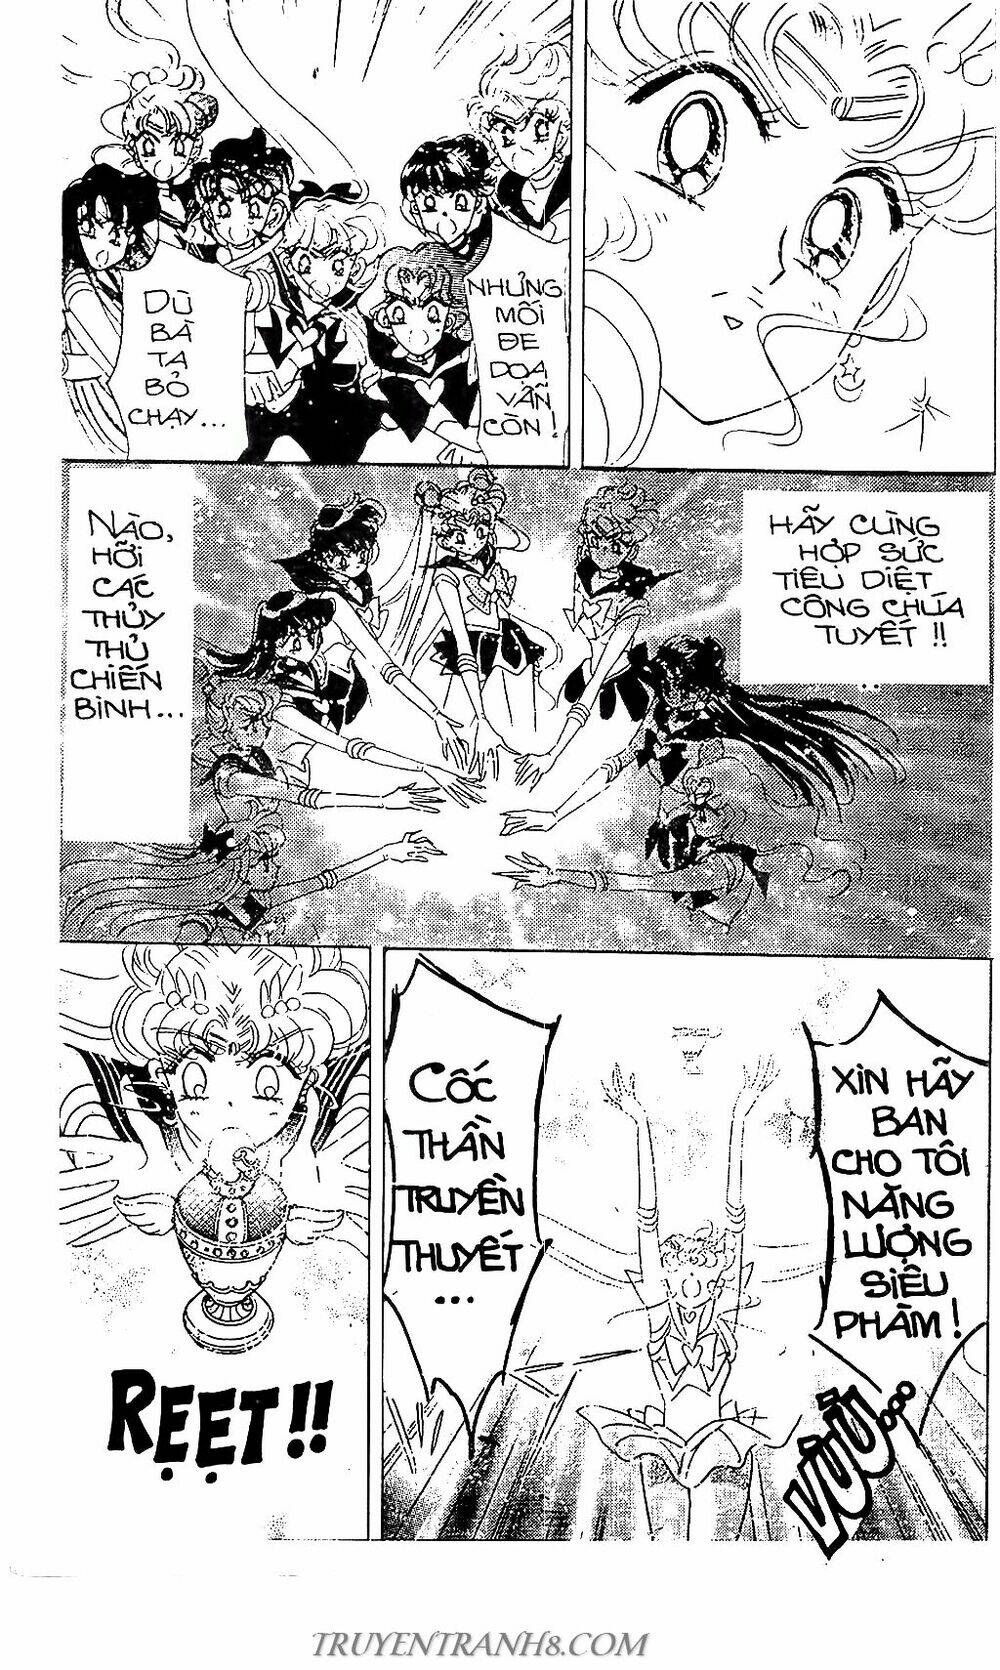 DÙ
BÀ
TA
BỎ
CHẠY...
NHƯNG
MỐI
ĐE
DOẠ
VẪN
CÒN!
NÀO,
HỠI
CÁC
THỦY
THỦ
CHIẾN
BINH...
HÃY CÙNG
HỢP SỨC
TIÊU DIỆT
CÔNG CHÚA
TUYẾT!!
CỐC
THẦN
TRUYỀN
THUYẾT
...
XIN HÃY
BAN
CHO TÔI
NĂNG
LƯỢNG
SIÊU
PHÀM!
RẸẸT!!
VÙÙÙ...
TRUYENTRANH8.COM